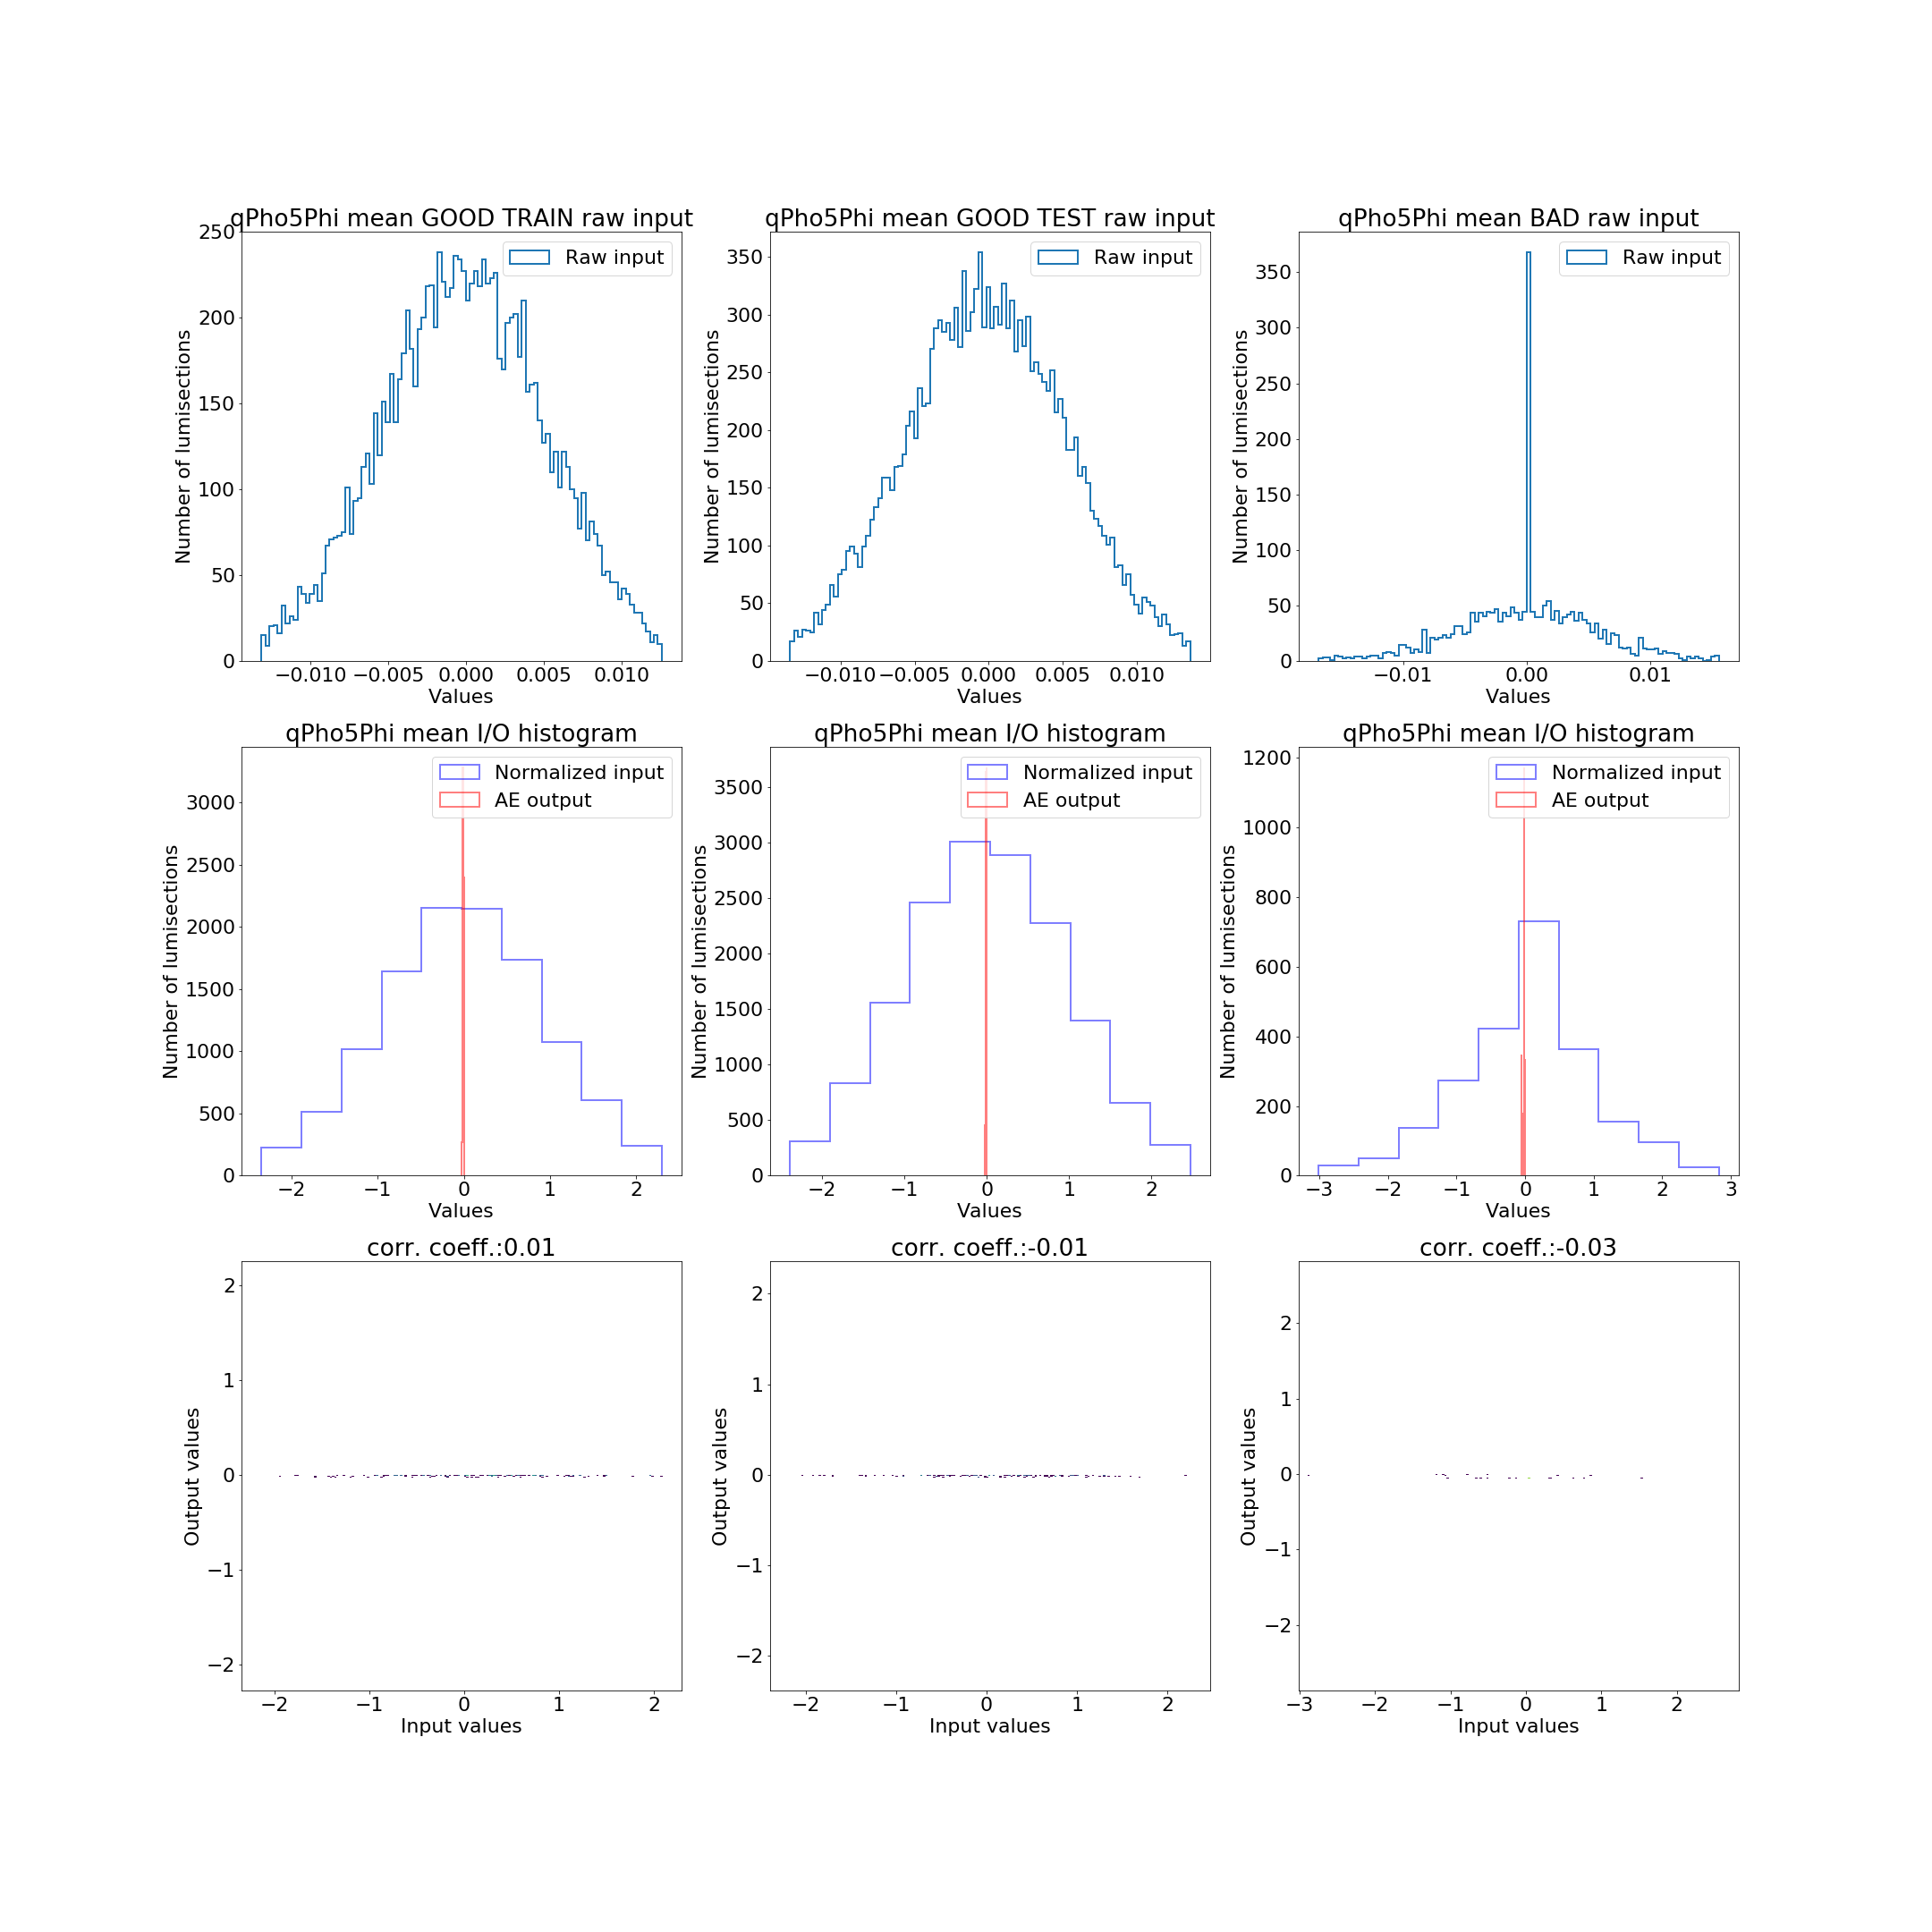 qPho5Phi mean GOOD TRAIN raw input
qPho5Phi mean GOOD TEST raw input
qPho5Phi mean BAD raw input
Raw input
Raw input
Raw input
Number of lumisections
250
200
150
100
50
0
−0.010 −0.005 0.000 0.005 0.010
Values
Number of lumisections
350
300
250
200
150
100
50
0
−0.010 −0.005 0.000 0.005 0.010
Values
Number of lumisections
350
300
250
200
150
100
50
0
−0.01 0.00 0.01
Values
qPho5Phi mean I/O histogram
qPho5Phi mean I/O histogram
qPho5Phi mean I/O histogram
Normalized input
AE output
Normalized input
AE output
Normalized input
AE output
Number of lumisections
3000
2500
2000
1500
1000
500
0
−2 −1 0 1 2
Values
Number of lumisections
3500
3000
2500
2000
1500
1000
500
0
−2 −1 0 1 2
Values
Number of lumisections
1200
1000
800
600
400
200
0
−3 −2 −1 0 1 2 3
Values
corr. coeff.:0.01
corr. coeff.:-0.01
corr. coeff.:-0.03
Output values
2
1
0
−1
−2
−2 −1 0 1 2
Input values
Output values
2
1
0
−1
−2
−2 −1 0 1 2
Input values
Output values
2
1
0
−1
−2
−3 −2 −1 0 1 2
Input values